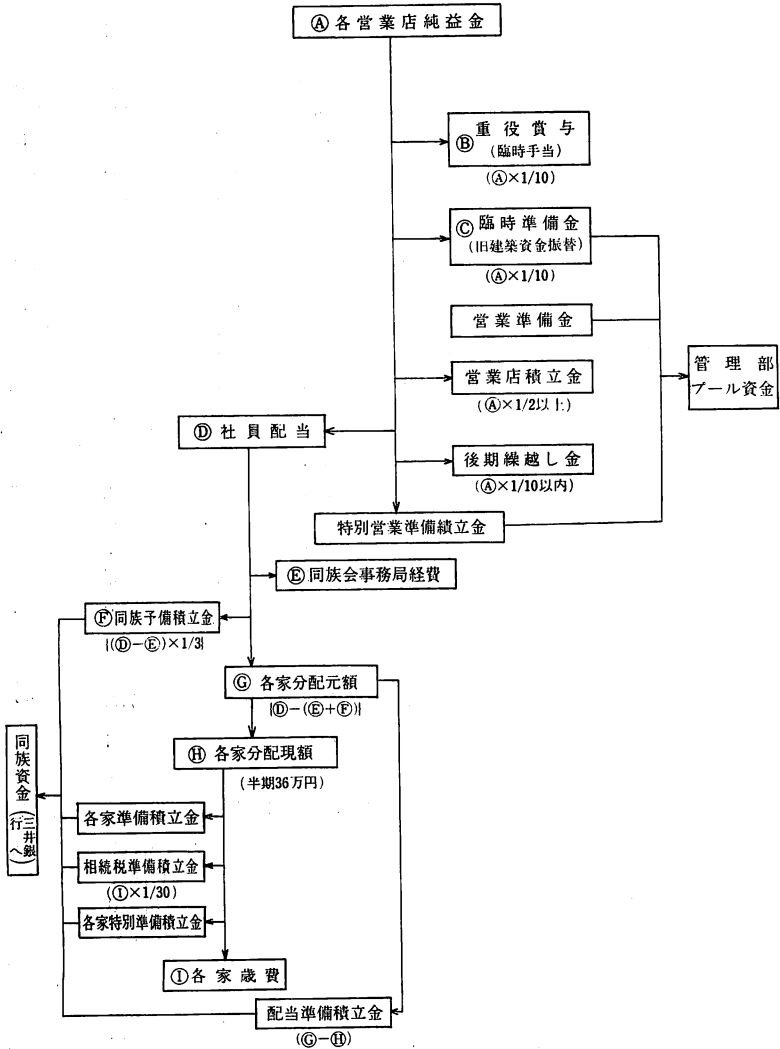 Ⓐ各営業店純益金
Ⓑ重役賞与
(臨時手当)
(Ⓐ×1/10)
Ⓒ臨時準備金
(旧建築資金振替)
(Ⓐ×1/10)
営業準備金
管理部
プール資金
営業店積立金
(Ⓐ×1/2以上)
Ⓓ社員配当
後期繰越し金
(Ⓐ×1/10以内)
特別営業準備績立金
Ⓔ同族会事務局経費
Ⓕ同族予備積立金
{(Ⓓ−Ⓔ)×1/3}
Ⓖ各家分配元額
{Ⓓ−(Ⓔ+Ⓕ)}
Ⓗ各家分配現額
(半期36万円)
同族資金
(三井銀
行へ)
各家準備積立金
相続税準備積立金
(Ⓘ×1/30)
各家特別準備積立金
Ⓘ各家歳費
配当準備積立金
(Ⓖ−Ⓗ)